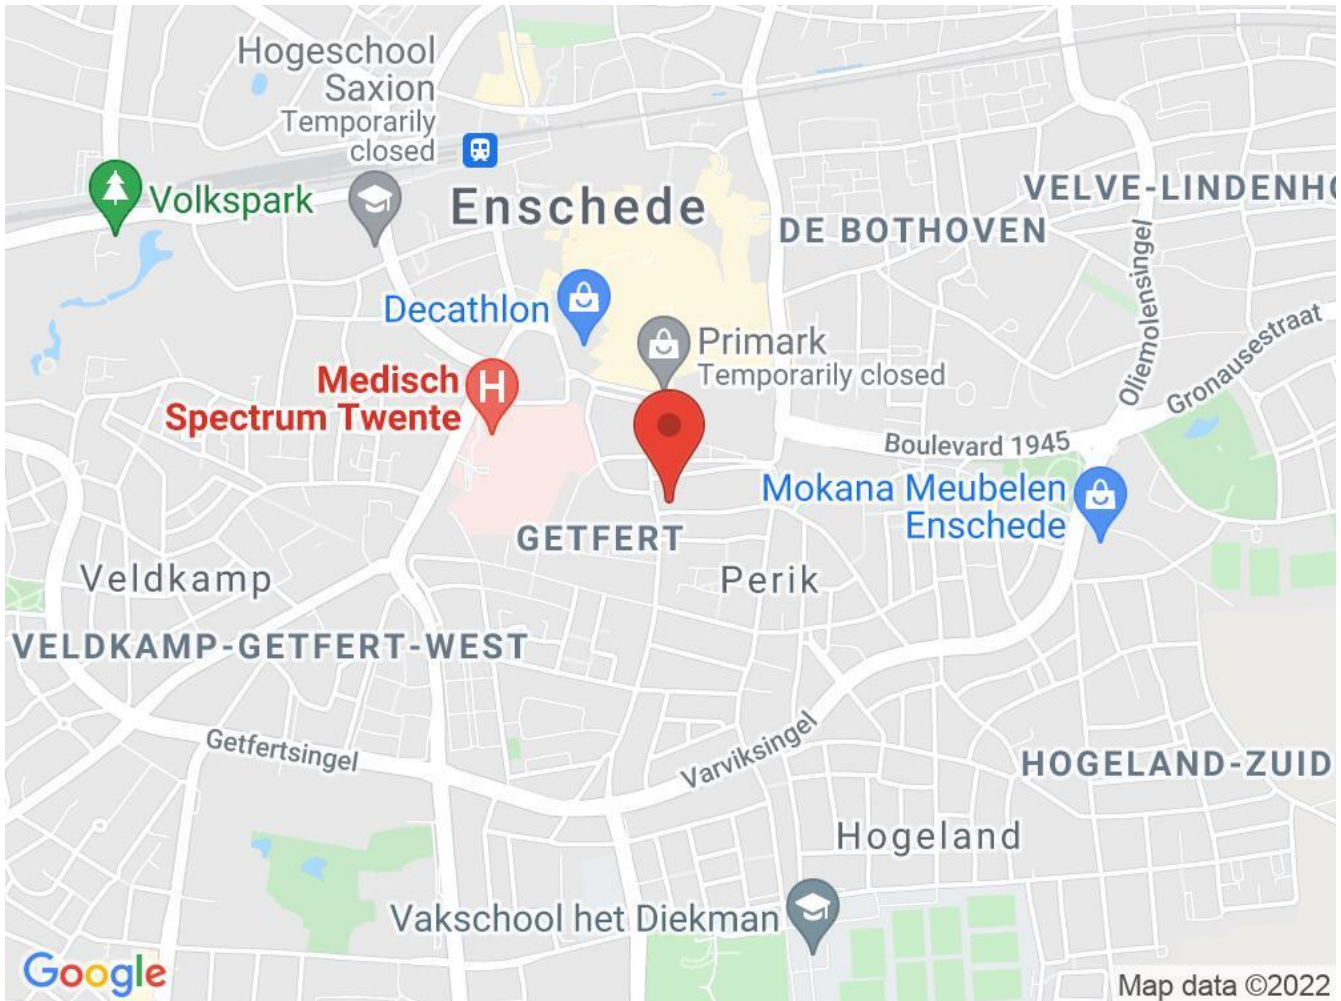 Hogeschool
Saxion
Temporarily
closed
Volkspark
Enschede
VELVE-LINDENHO
DE BOTHOVEN
Oliemolensingel
Decathlon
Gronausestraat
Primark
Temporarily closed
Medisch
Spectrum Twente
H
Boulevard 1945
Mokana Meubelen
Enschede
GETFERT
Veldkamp
Perik
VELDKAMP-GETFERT-WEST
Getfertsingel
Varviksingel
HOGELAND-ZUID
Hogeland
Vakschool het Diekman
Google
Map data ©2022